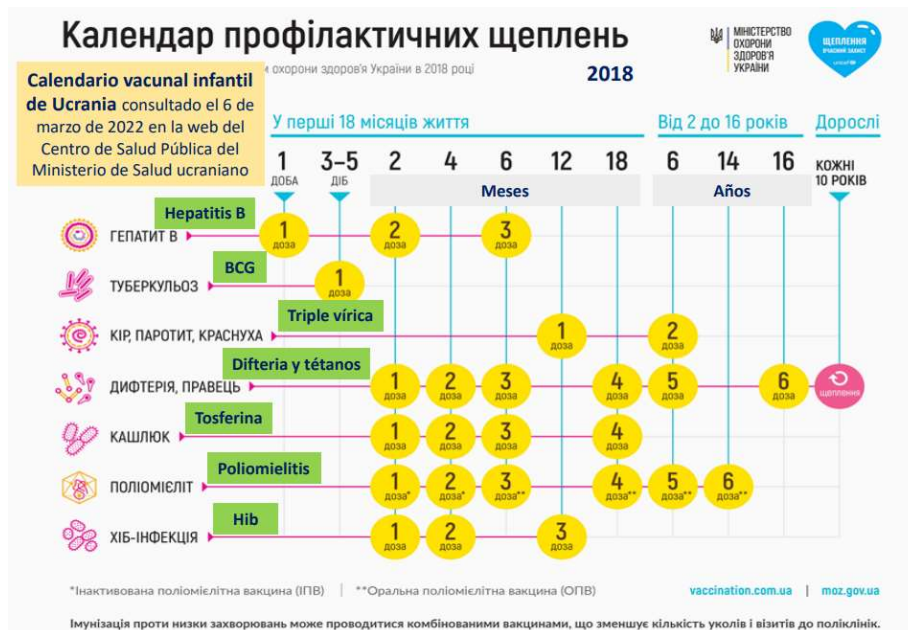 Календар профілактичних щеплень
МІНІСТЕРСТВО
ОХОРОНИ
ЗДОРОВ'Я
УКРАЇНИ
ЩЕПЛЕННЯ
ВЧАСНИЙ ЗАХИСТ
unicef
охорони здоров'я України в 2018 році
2018
Calendario vacunal infantil
de Ucrania consultado el 6 de
marzo de 2022 en la web del
Centro de Salud Pública del
Ministerio de Salud ucraniano
У перші 18 місяців життя
Від 2 до 16 років
Дорослі
1 3–5 2 4 6 12 18 6 14 16 КОЖНІ
ДОБА ДІБ 10 РОКІВ
Meses Años
Hepatitis B
ГЕПАТИТ В 1 доза 2 доза 3 доза
BCG
ТУБЕРКУЛЬОЗ 1 доза
Triple vírica
КІР, ПАРОТИТ, КРАСНУХА 1 доза 2 доза
Difteria y tétanos
ДИФТЕРІЯ, ПРАВЕЦЬ 1 доза 2 доза 3 доза 4 доза 5 доза 6 доза щеплення
Tosferina
КАШЛЮК 1 доза 2 доза 3 доза 4 доза
Poliomielitis
ПОЛІОМІЄЛІТ 1 доза* 2 доза* 3 доза** 4 доза** 5 доза** 6 доза**
Hib
ХІБ-ІНФЕКЦІЯ 1 доза 2 доза 3 доза
*Інактивована поліомієлітна вакцина (ІПВ) | **Оральна поліомієлітна вакцина (ОПВ)
vaccination.com.ua | moz.gov.ua
Імунізація проти низки захворювань може проводитися комбінованими вакцинами, що зменшує кількість уколів і візитів до поліклінік.